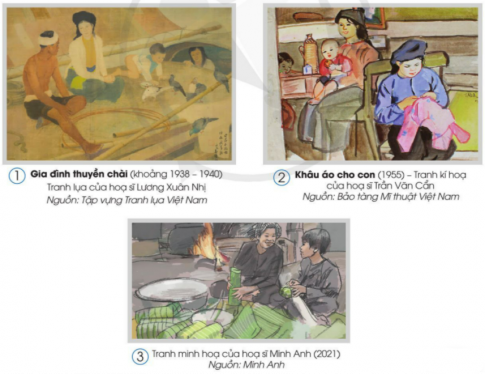 1 Gia đình thuyền chài (khoảng 1938 – 1940)
Tranh lụa của hoạ sĩ Lương Xuân Nhị
Nguồn: Tập vựng Tranh lụa Việt Nam
2 Khâu áo cho con (1955) – Tranh kí hoạ
của hoạ sĩ Trần Văn Cẩn
Nguồn: Bảo tàng Mĩ thuật Việt Nam
3 Tranh minh hoạ của hoạ sĩ Minh Anh (2021)
Nguồn: Minh Anh